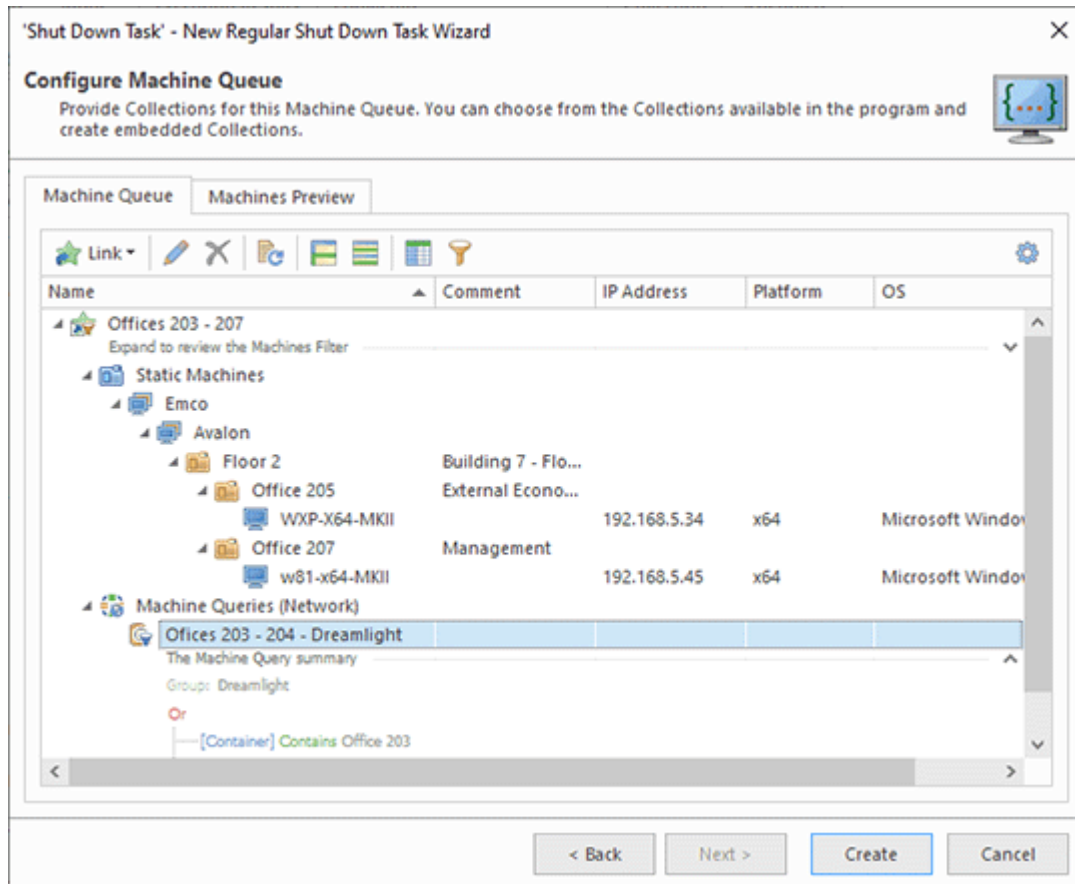 'Shut Down Task' - New Regular Shut Down Task Wizard
Configure Machine Queue
Provide Collections for this Machine Queue. You can choose from the Collections available in the program and
create embedded Collections.
{...}
Machine Queue Machines Preview
Link
Name Comment IP Address Platform OS
Offices 203 - 207
Expand to review the Machines Filter
Static Machines
Emco
Avalon
Floor 2 Building 7 - Flo...
Office 205 External Econo...
WXP-X64-MKII 192.168.5.34 x64 Microsoft Windo
Office 207 Management
w81-x64-MKII 192.168.5.45 x64 Microsoft Windo
Machine Queries (Network)
Ofices 203 - 204 - Dreamlight
The Machine Query summary
Group: Dreamlight
Or
[Container] Contains Office 203
< Back Next > Create Cancel